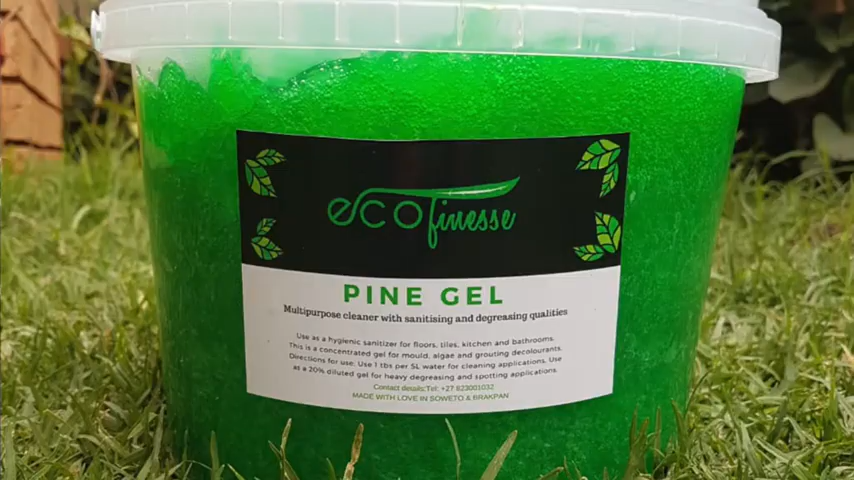 ecofinesse
PINE GEL
Multipurpose cleaner with sanitising and degreasing qualities
Use as a hygienic sanitizer for floors, tiles, kitchen and bathrooms.
This is a concentrated gel for mould, algae and grouting decolourants.
Directions for use: Use 1 tbs per 5L water for cleaning applications. Use
as a 20% diluted gel for heavy degreasing and spotting applications.
Contact details:Tel: +27 823001032
MADE WITH LOVE IN SOWETO & BRAKPAN